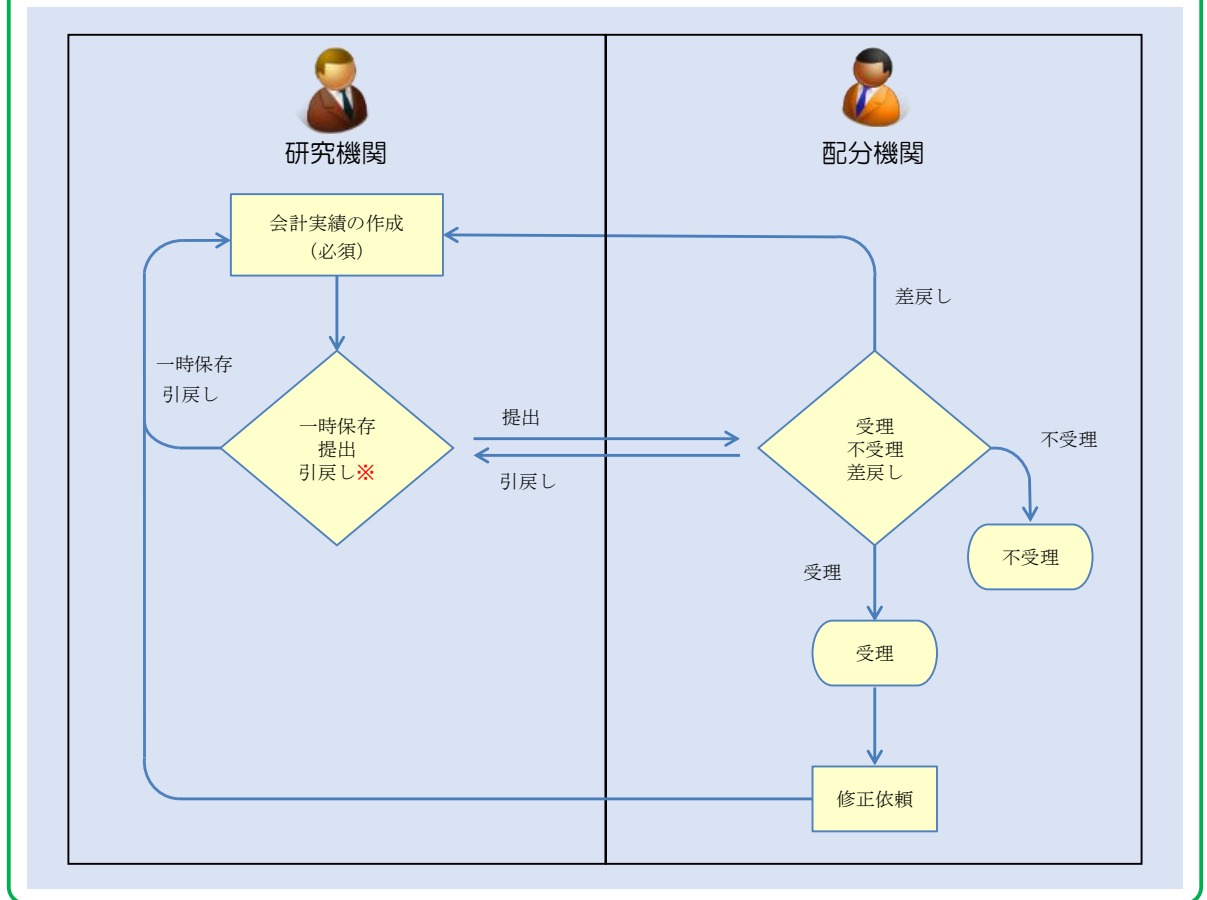 研究機関
配分機関
会計実績の作成
（必須）
差戻し
一時保存
引戻し
一時保存
提出
引戻し※
提出
引戻し
受理
不受理
差戻し
不受理
不受理
受理
受理
修正依頼